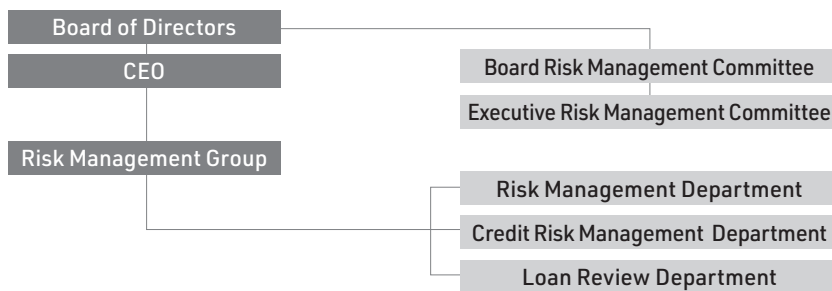 Board of Directors
CEO
Board Risk Management Committee
Executive Risk Management Committee
Risk Management Group
Risk Management Department
Credit Risk Management Department
Loan Review Department